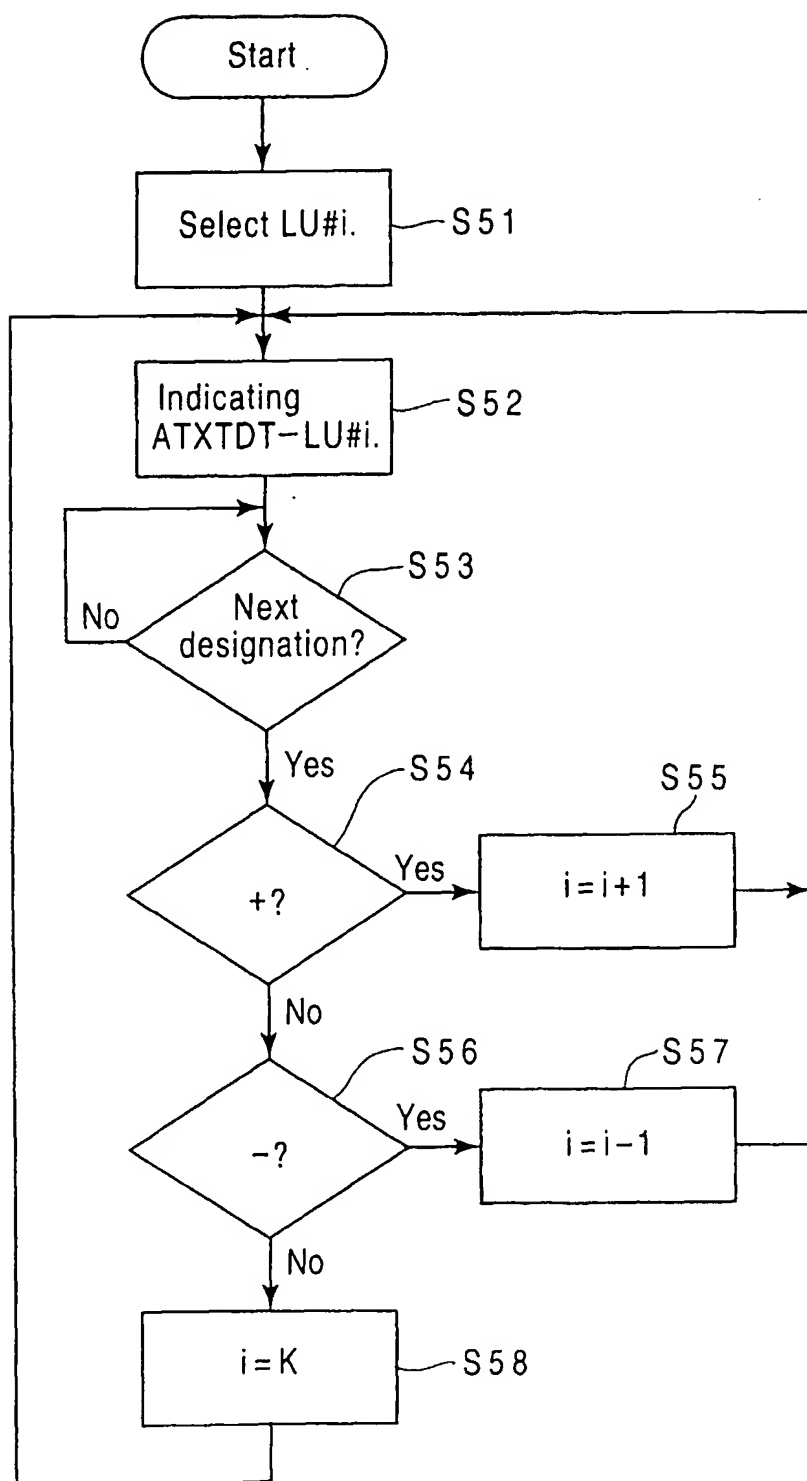 Start
Select LU#i.
S51
Indicating
ATXTDT-LU#i.
S52
S53
Next
designation?
No
Yes
S54
+?
Yes
S55
i=i+1
No
S56
-?
Yes
S57
i=i-1
No
i=K
S58